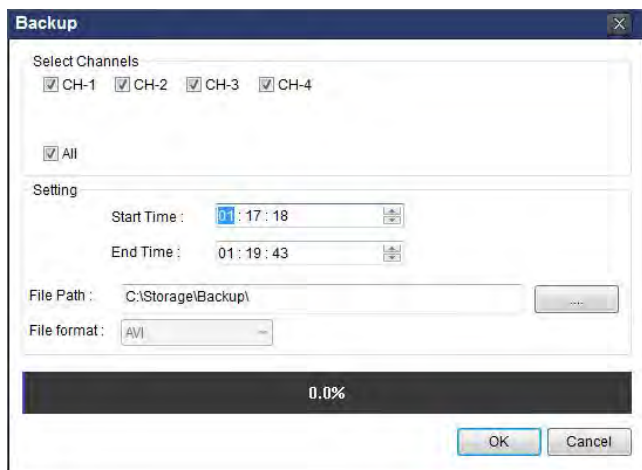 Backup
Select Channels
CH-1 CH-2 CH-3 CH-4
All
Setting
Start Time : 01 : 17 : 18
End Time : 01 : 19 : 43
File Path : C:\Storage\Backup\ ....
File format : AVI
0.0%
OK Cancel